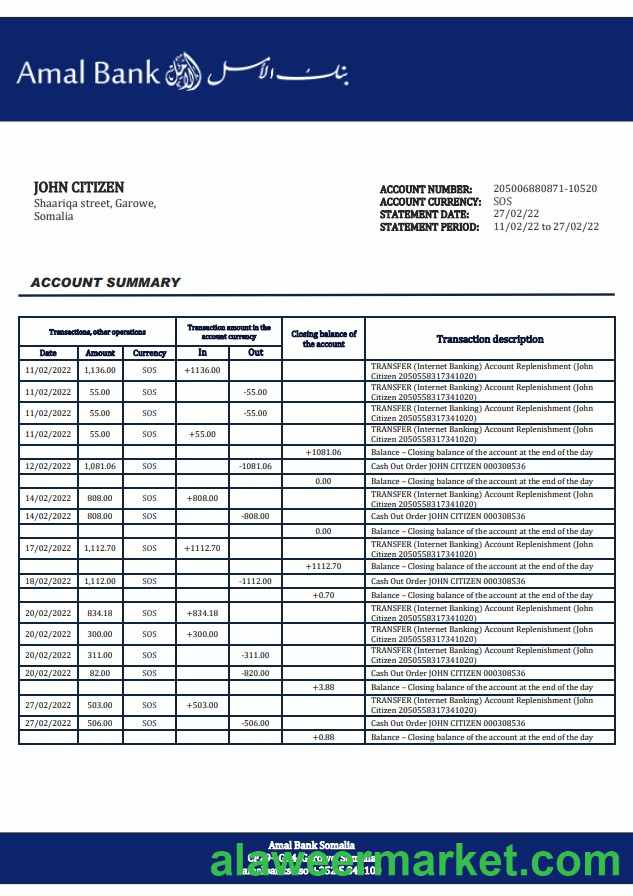 Amal Bank بنك الأمل
JOHN CITIZEN
Shaariqa street, Garowe,
Somalia
ACCOUNT NUMBER: 205006880871-10520
ACCOUNT CURRENCY: SOS
STATEMENT DATE: 27/02/22
STATEMENT PERIOD: 11/02/22 to 27/02/22
ACCOUNT SUMMARY
Transactions, other operations
Transaction amount in the
account currency
Closing balance of
the account
Transaction description
Date Amount Currency In Out
11/02/2022 1,136.00 SOS +1136.00 TRANSFER (Internet Banking) Account Replenishment (John
Citizen 2050558317341020)
11/02/2022 55.00 SOS -55.00 TRANSFER (Internet Banking) Account Replenishment (John
Citizen 2050558317341020)
11/02/2022 55.00 SOS -55.00 TRANSFER (Internet Banking) Account Replenishment (John
Citizen 2050558317341020)
11/02/2022 55.00 SOS +55.00 TRANSFER (Internet Banking) Account Replenishment (John
Citizen 2050558317341020)
+1081.06 Balance – Closing balance of the account at the end of the day
12/02/2022 1,081.06 SOS -1081.06 Cash Out Order JOHN CITIZEN 000308536
0.00 Balance – Closing balance of the account at the end of the day
14/02/2022 808.00 SOS +808.00 TRANSFER (Internet Banking) Account Replenishment (John
Citizen 2050558317341020)
14/02/2022 808.00 SOS -808.00 Cash Out Order JOHN CITIZEN 000308536
0.00 Balance – Closing balance of the account at the end of the day
17/02/2022 1,112.70 SOS +1112.70 TRANSFER (Internet Banking) Account Replenishment (John
Citizen 2050558317341020)
+1112.70 Balance – Closing balance of the account at the end of the day
18/02/2022 1,112.00 SOS -1112.00 Cash Out Order JOHN CITIZEN 000308536
+0.70 Balance – Closing balance of the account at the end of the day
20/02/2022 834.18 SOS +834.18 TRANSFER (Internet Banking) Account Replenishment (John
Citizen 2050558317341020)
20/02/2022 300.00 SOS +300.00 TRANSFER (Internet Banking) Account Replenishment (John
Citizen 2050558317341020)
20/02/2022 311.00 SOS -311.00 TRANSFER (Internet Banking) Account Replenishment (John
Citizen 2050558317341020)
20/02/2022 82.00 SOS -820.00 Cash Out Order JOHN CITIZEN 000308536
+3.88 Balance – Closing balance of the account at the end of the day
27/02/2022 503.00 SOS +503.00 TRANSFER (Internet Banking) Account Replenishment (John
Citizen 2050558317341020)
27/02/2022 506.00 SOS -506.00 Cash Out Order JOHN CITIZEN 000308536
+0.88 Balance – Closing balance of the account at the end of the day
Amal Bank Somalia
alaweermarket.com